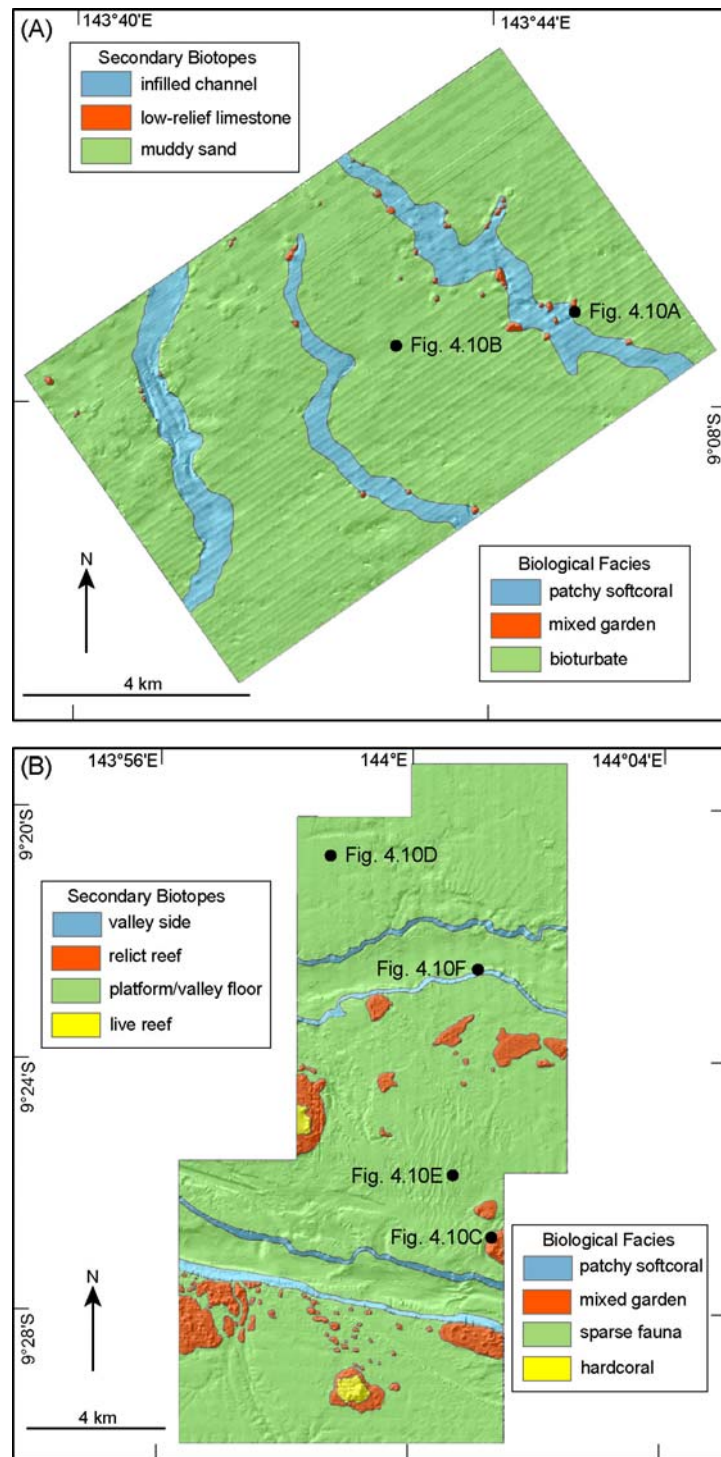 (A)
143°40'E
143°44'E
Secondary Biotopes
infilled channel
low-relief limestone
muddy sand
Fig. 4.10A
Fig. 4.10B
9°08'S
N
4 km
Biological Facies
patchy softcoral
mixed garden
bioturbate
(B)
143°56'E
144°E
144°04'E
9°20'S
Fig. 4.10D
Secondary Biotopes
valley side
relict reef
platform/valley floor
live reef
Fig. 4.10F
9°24'S
Fig. 4.10E
Fig. 4.10C
Biological Facies
patchy softcoral
mixed garden
sparse fauna
hardcoral
N
9°28'S
4 km